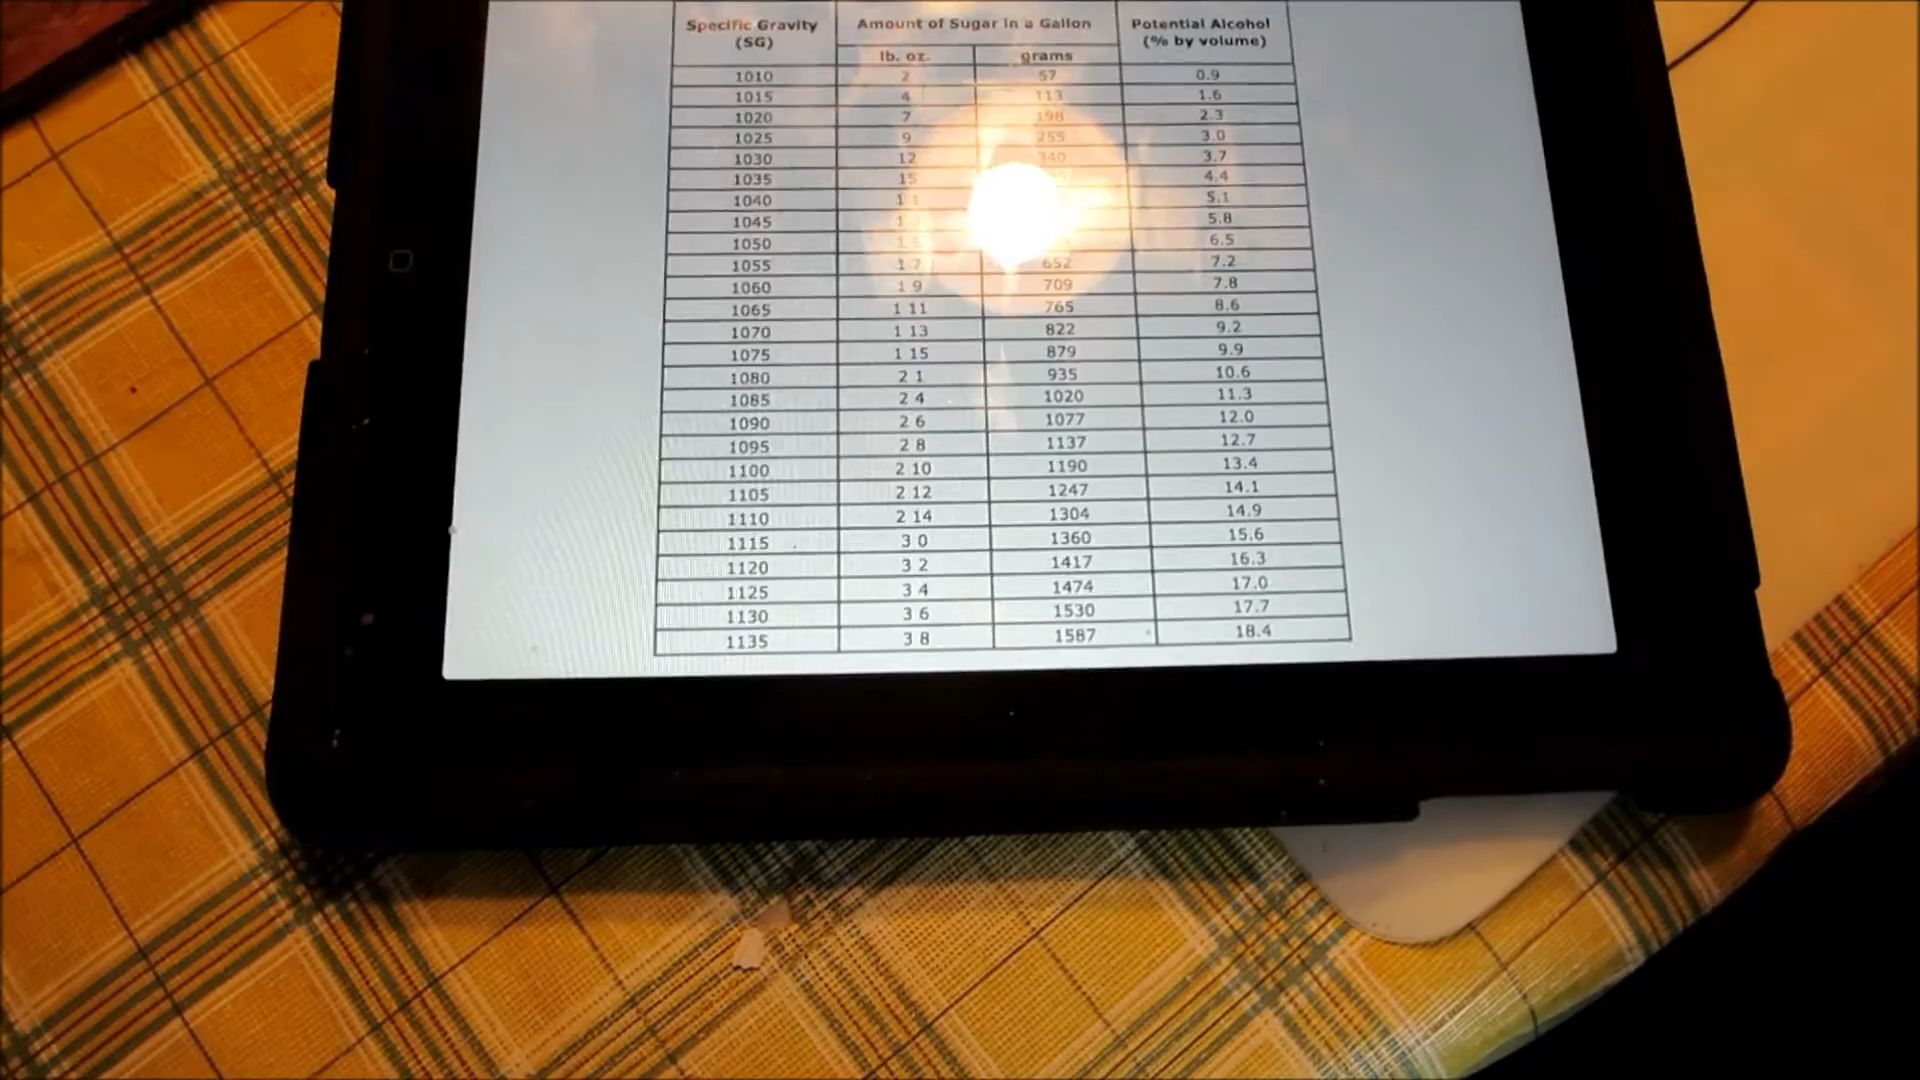 Specific Gravity (SG) Amount of Sugar in a Gallon Potential Alcohol (% by volume)
lb. oz. grams
1010 2 57 0.9
1015 4 113 1.6
1020 7 198 2.3
1025 9 255 3.0
1030 12 340 3.7
1035 15 4.4
1040 1 1 5.1
1045 1 5.8
1050 1 6.5
1055 1 7 652 7.2
1060 1 9 709 7.8
1065 1 11 765 8.6
1070 1 13 822 9.2
1075 1 15 879 9.9
1080 2 1 935 10.6
1085 2 4 1020 11.3
1090 2 6 1077 12.0
1095 2 8 1137 12.7
1100 2 10 1190 13.4
1105 2 12 1247 14.1
1110 2 14 1304 14.9
1115 3 0 1360 15.6
1120 3 2 1417 16.3
1125 3 4 1474 17.0
1130 3 6 1530 17.7
1135 3 8 1587 18.4